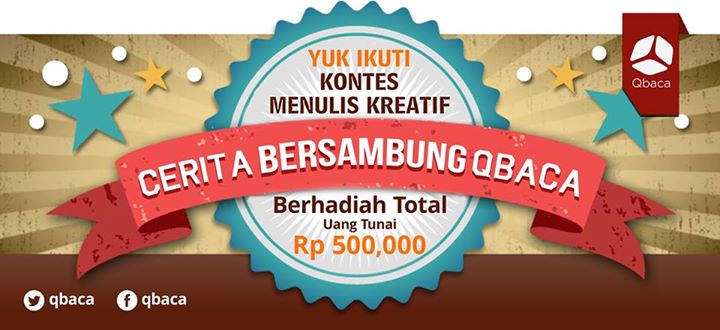 YUK IKUTI
KONTES
MENULIS KREATIF
Qbaca
CERITA BERSAMBUNG QBACA
Berhadiah Total
Uang Tunai
Rp 500,000
qbaca
qbaca